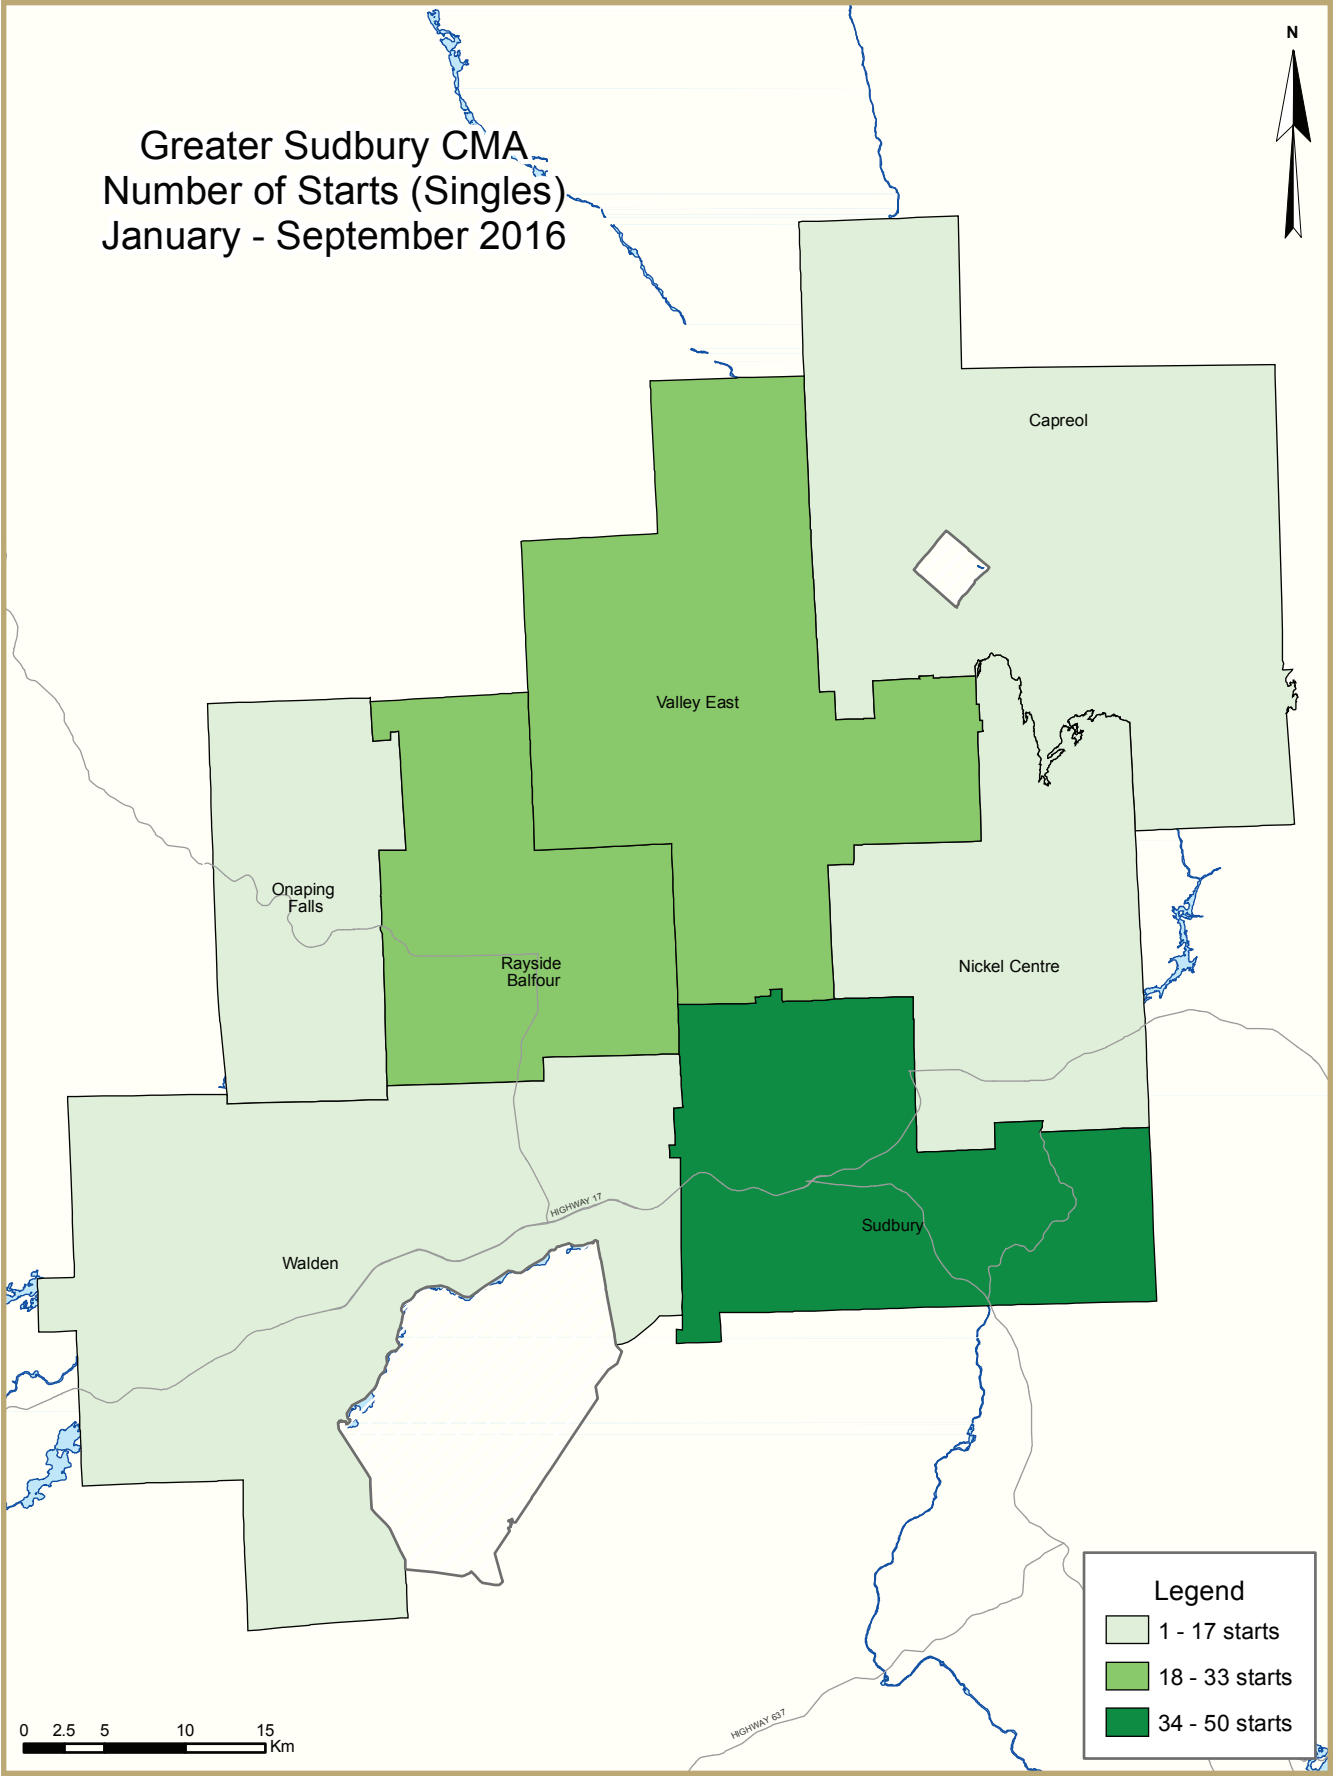 N
Greater Sudbury CMA
Number of Starts (Singles)
January - September 2016
Capreol
Valley East
Onaping
Falls
Rayside
Balfour
Nickel Centre
HIGHWAY 17
Sudbury
Walden
HIGHWAY 637
Legend
1 - 17 starts
18 - 33 starts
34 - 50 starts
0 2.5 5 10 15
Km